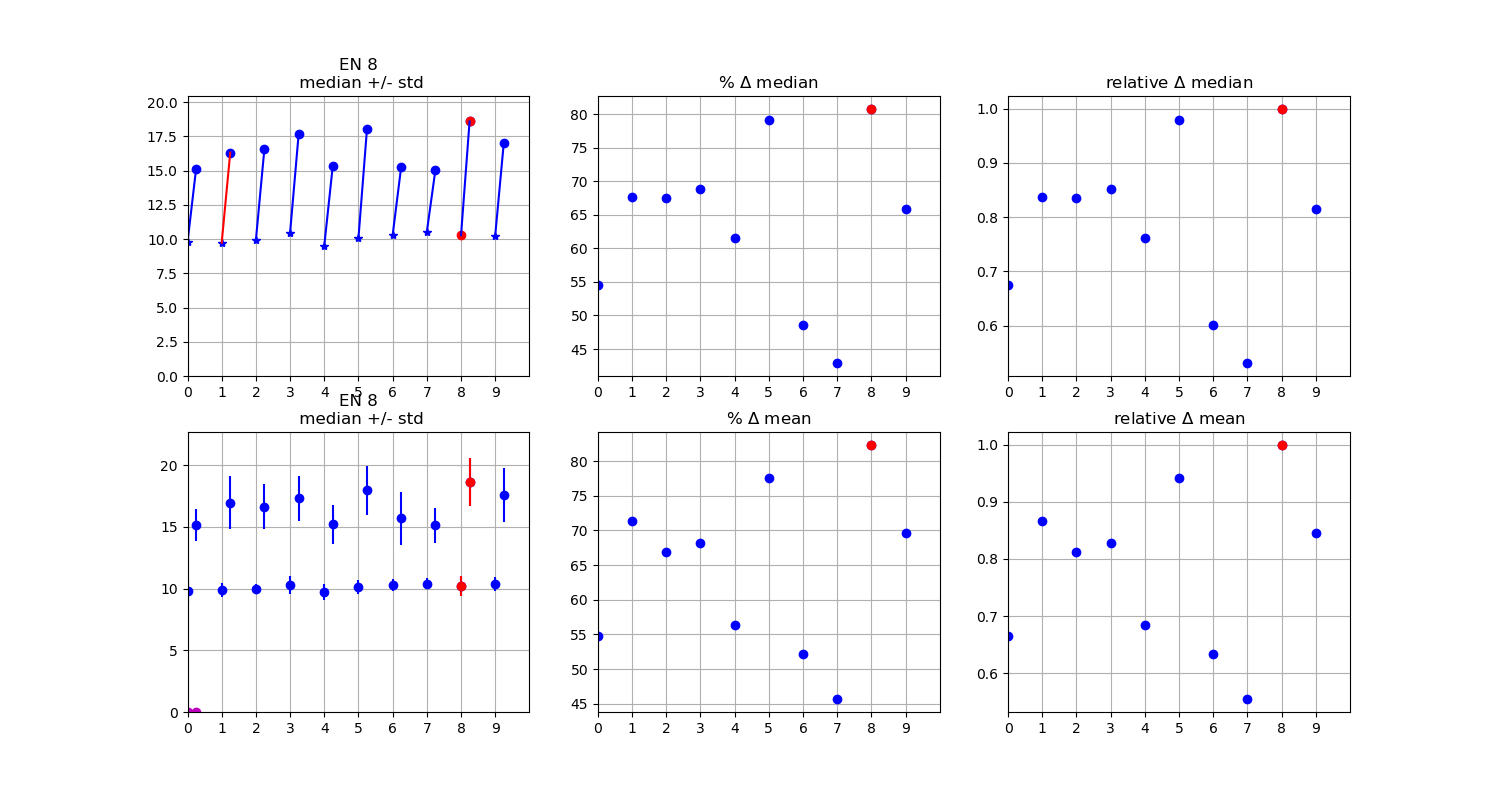 EN 8
median +/- std
20.0
17.5
15.0
12.5
10.0
7.5
5.0
2.5
0.0
0 1 2 3 4 5 6 7 8 9
% Δ median
80
75
70
65
60
55
50
45
0 1 2 3 4 5 6 7 8 9
relative Δ median
1.0
0.9
0.8
0.7
0.6
0 1 2 3 4 5 6 7 8 9
EN 8
median +/- std
20
15
10
5
0
0 1 2 3 4 5 6 7 8 9
% Δ mean
80
75
70
65
60
55
50
45
0 1 2 3 4 5 6 7 8 9
relative Δ mean
1.0
0.9
0.8
0.7
0.6
0 1 2 3 4 5 6 7 8 9